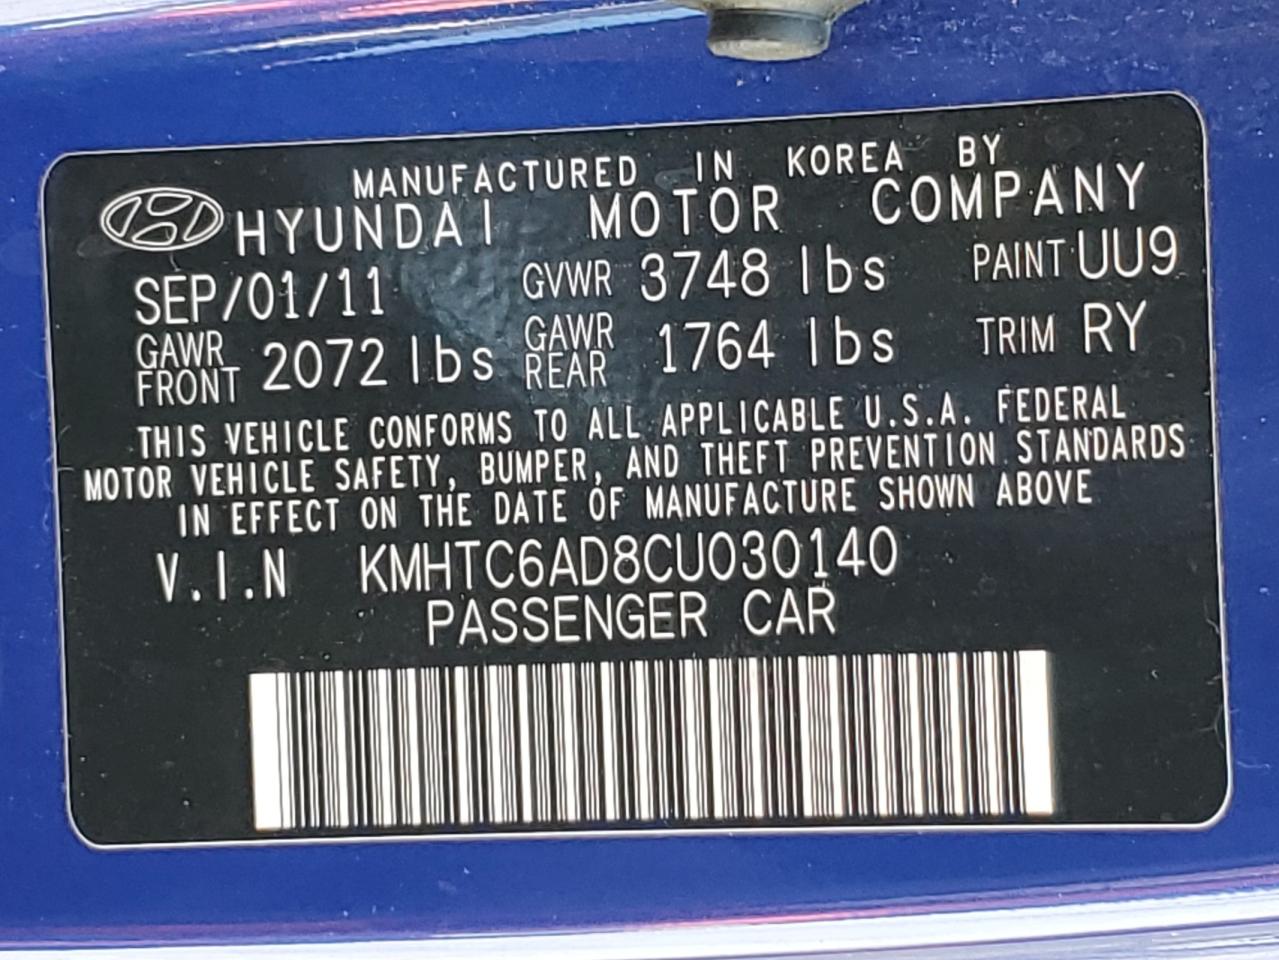 MANUFACTURED IN KOREA BY
HYUNDAI MOTOR COMPANY
SEP/01/11 GVWR 3748 lbs PAINT UU9
GAWR FRONT 2072 lbs GAWR REAR 1764 lbs TRIM RY
THIS VEHICLE CONFORMS TO ALL APPLICABLE U.S.A. FEDERAL
MOTOR VEHICLE SAFETY, BUMPER, AND THEFT PREVENTION STANDARDS
IN EFFECT ON THE DATE OF MANUFACTURE SHOWN ABOVE
V.I.N KMHTC6AD8CU030140
PASSENGER CAR